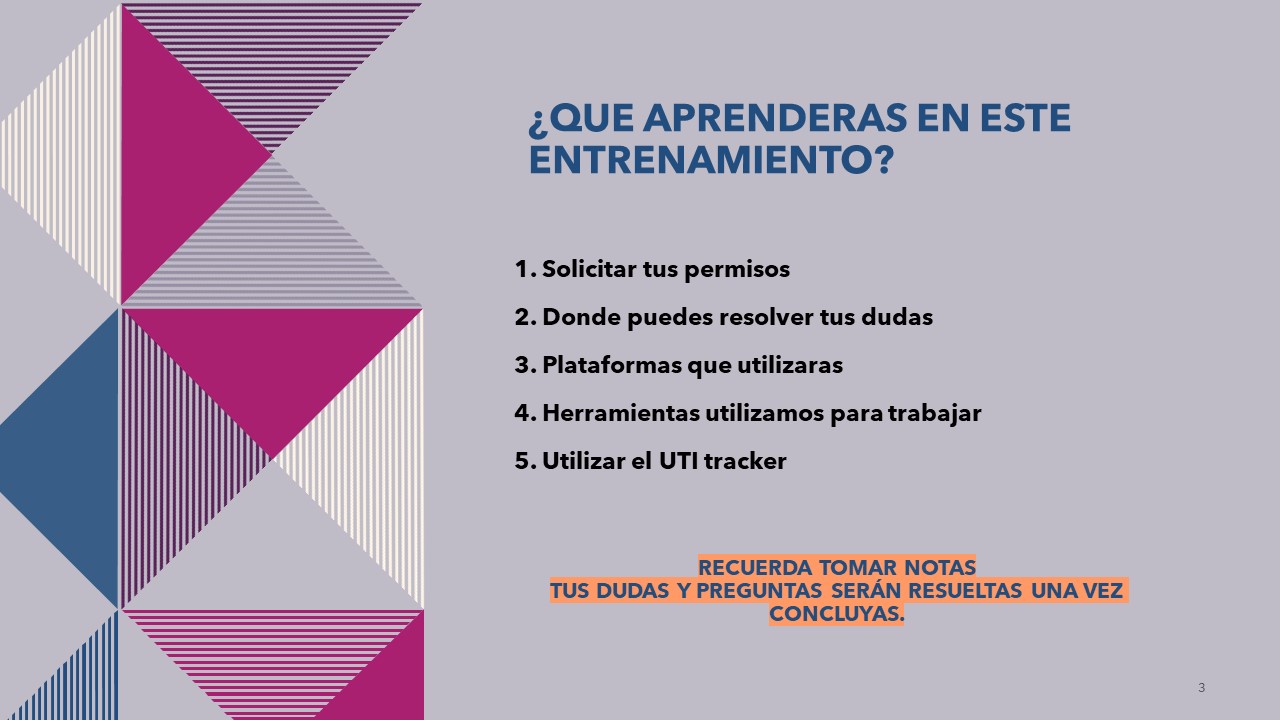 ¿QUE APRENDERAS EN ESTE
ENTRENAMIENTO?
1. Solicitar tus permisos
2. Donde puedes resolver tus dudas
3. Plataformas que utilizaras
4. Herramientas utilizamos para trabajar
5. Utilizar el UTI tracker
RECUERDA TOMAR NOTAS
TUS DUDAS Y PREGUNTAS SERÁN RESUELTAS UNA VEZ
CONCLUYAS.
3